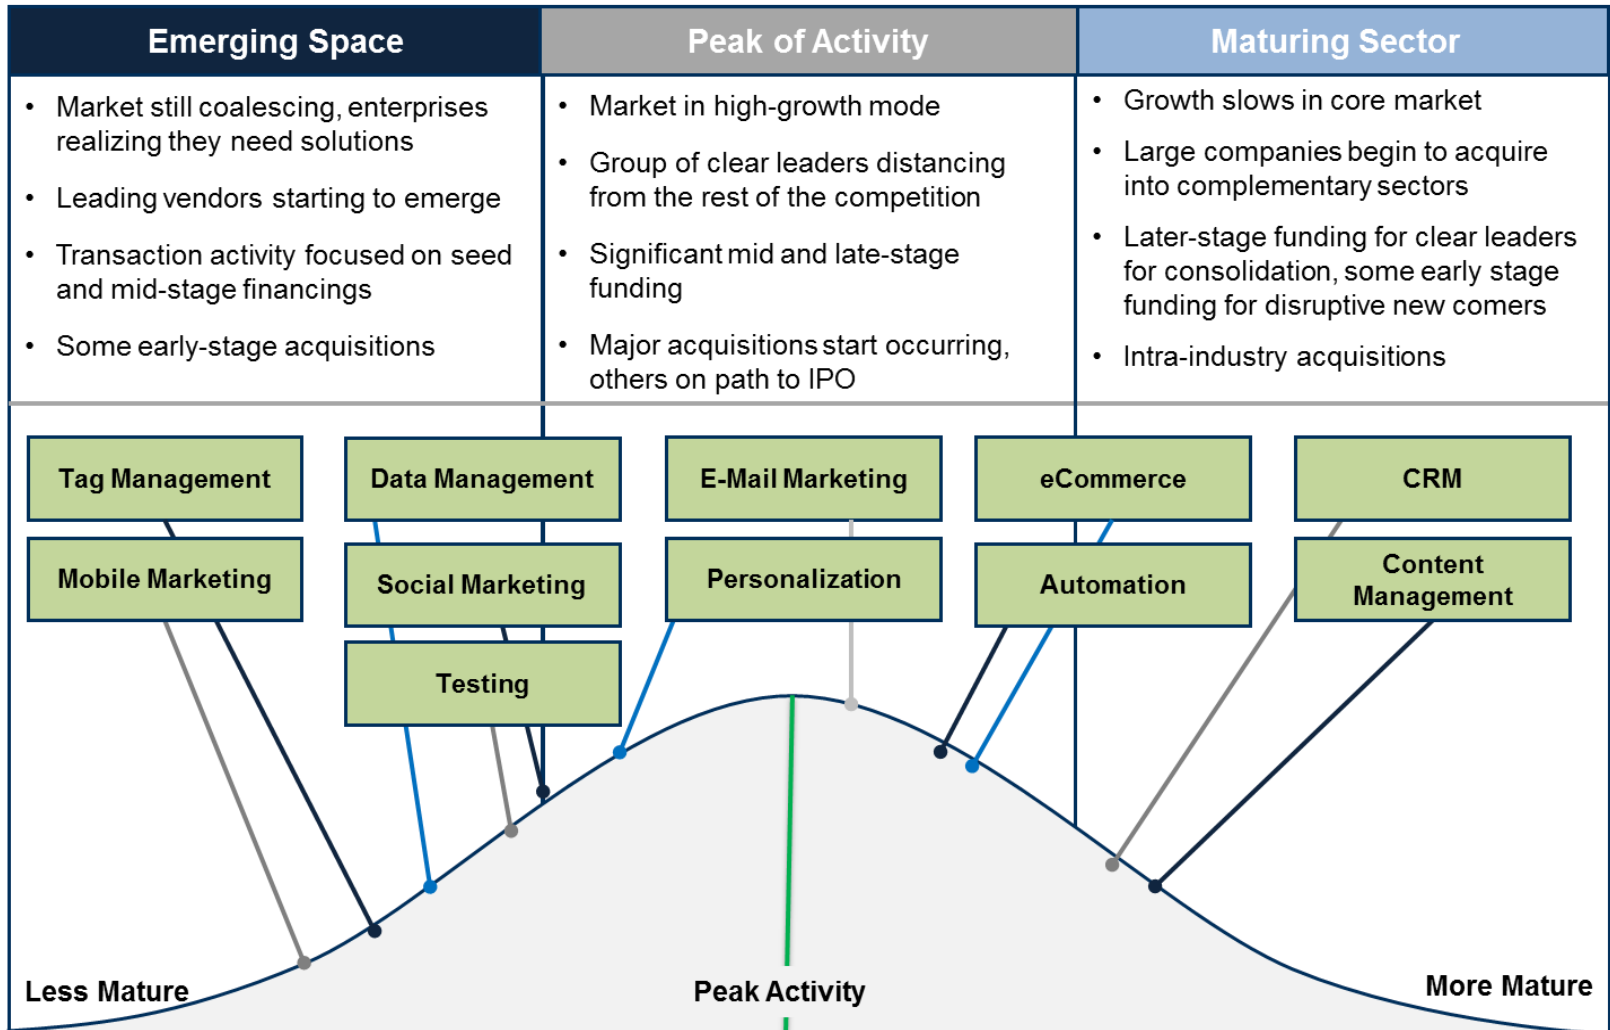 Emerging Space
Peak of Activity
Maturing Sector
• Market still coalescing, enterprises
realizing they need solutions
• Leading vendors starting to emerge
• Transaction activity focused on seed
and mid-stage financings
• Some early-stage acquisitions
• Market in high-growth mode
• Group of clear leaders distancing
from the rest of the competition
• Significant mid and late-stage
funding
• Major acquisitions start occurring,
others on path to IPO
• Growth slows in core market
• Large companies begin to acquire
into complementary sectors
• Later-stage funding for clear leaders
for consolidation, some early stage
funding for disruptive new comers
• Intra-industry acquisitions
Tag Management
Data Management
E-Mail Marketing
eCommerce
CRM
Mobile Marketing
Social Marketing
Personalization
Automation
Content
Management
Testing
Less Mature
Peak Activity
More Mature